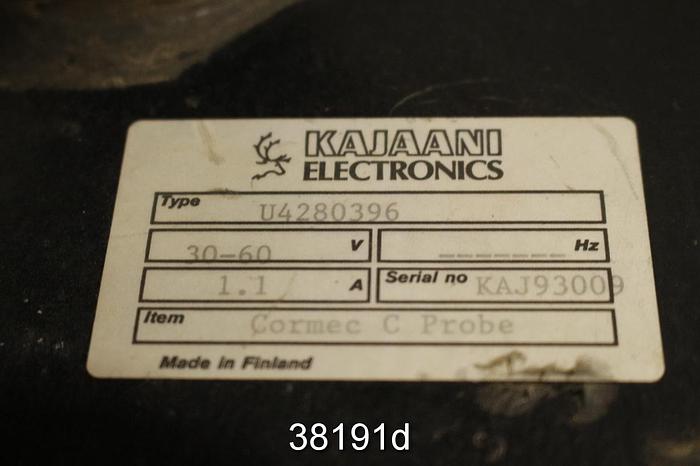 KAJAANI
ELECTRONICS
Type U4280396
30-60 V ------- Hz
1.1 A Serial no KAJ93009
Item Cormec C Probe
Made in Finland
38191d